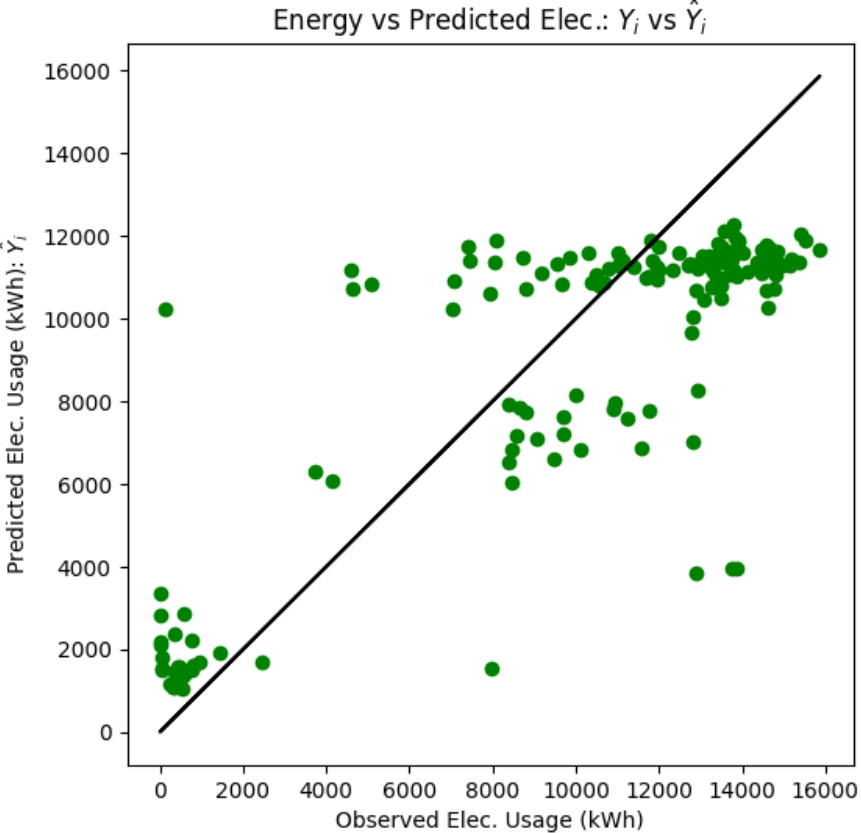 Energy vs Predicted Elec.: Yᵢ vs Ŷᵢ
16000
14000
12000
10000
8000
6000
4000
2000
0
Predicted Elec. Usage (kWh): Ŷᵢ
0 2000 4000 6000 8000 10000 12000 14000 16000
Observed Elec. Usage (kWh)